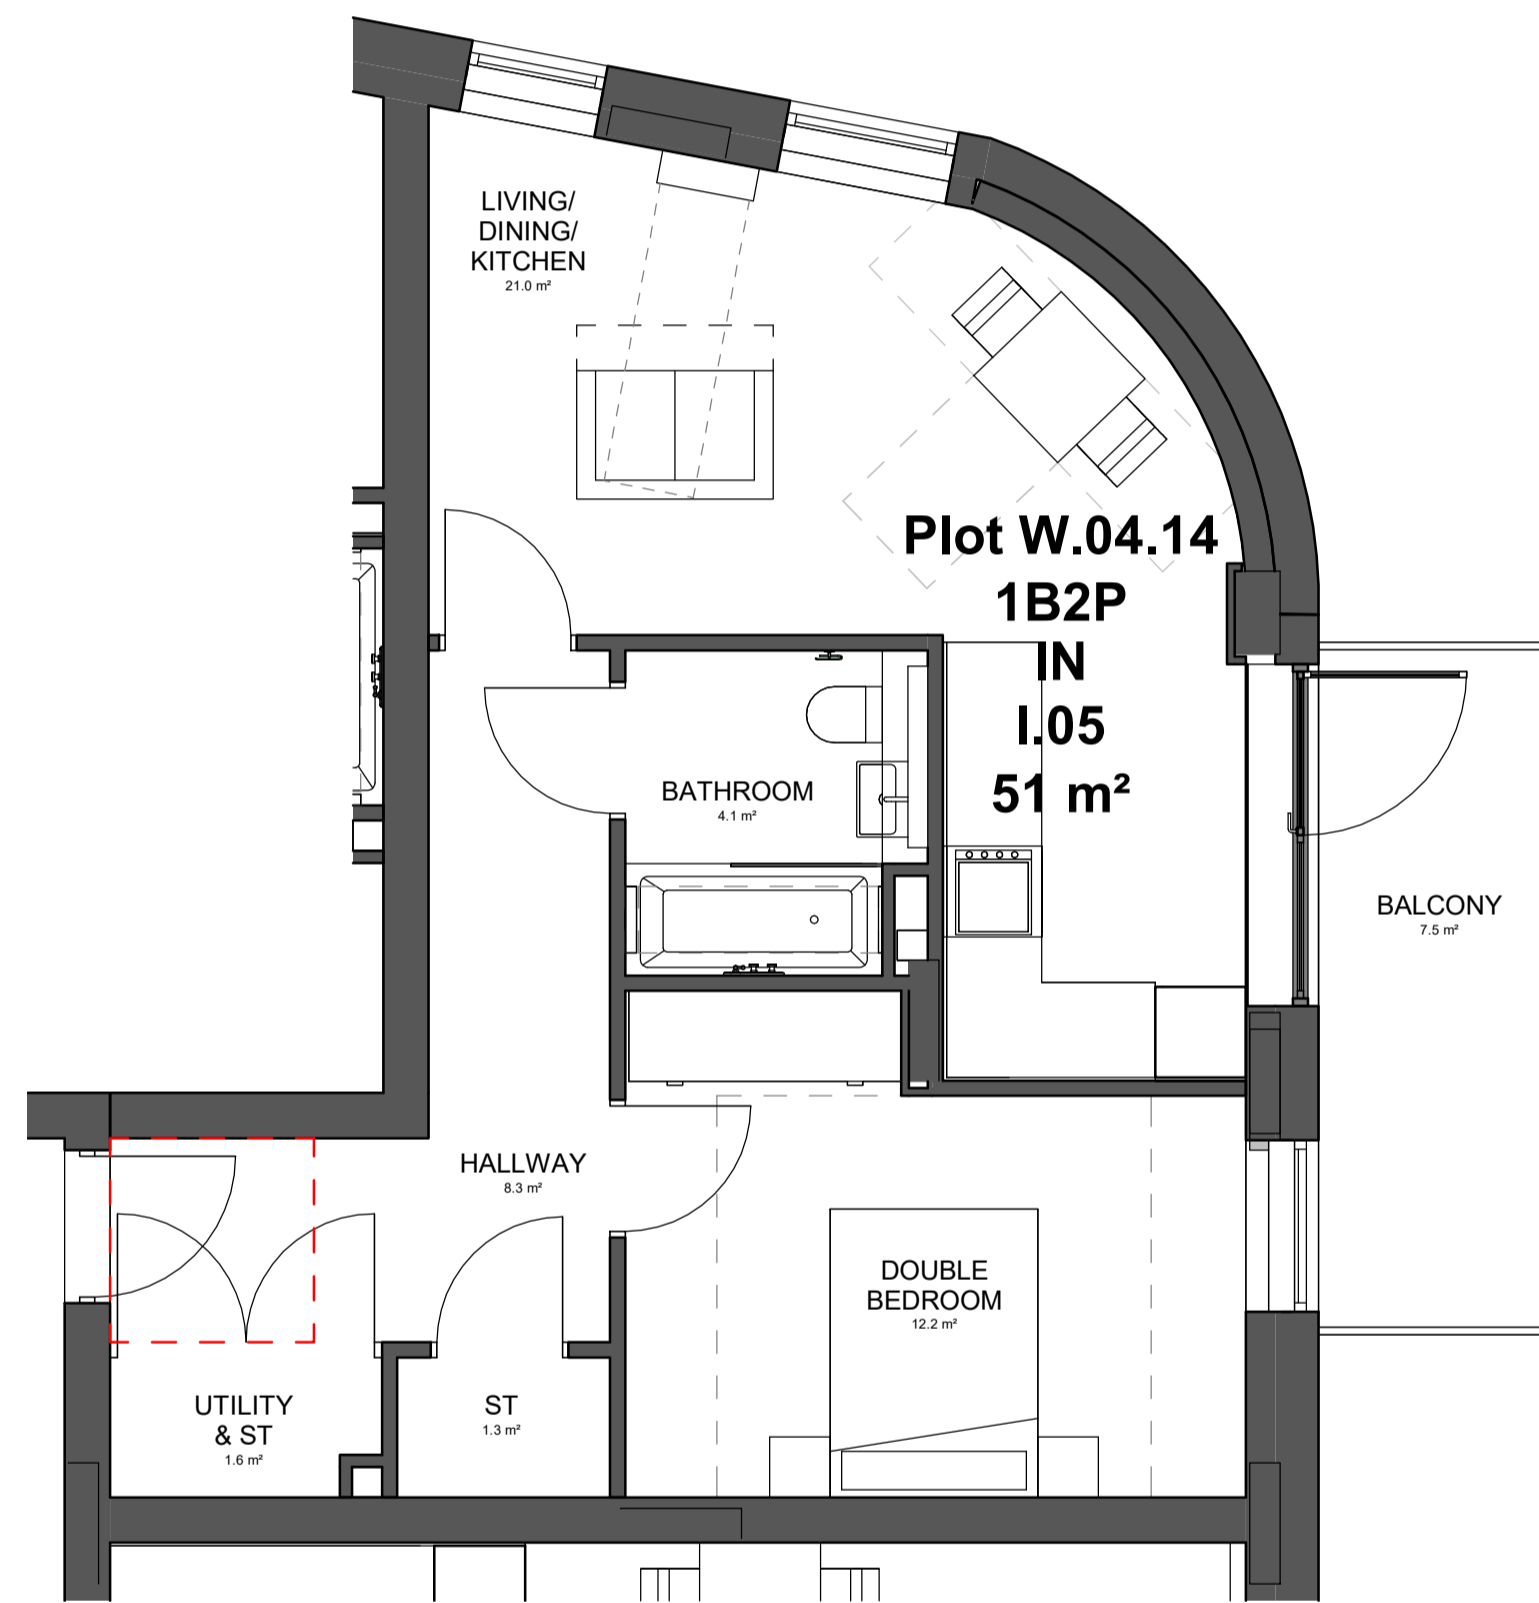 LIVING/
DINING/
KITCHEN
21.0 m²
Plot W.04.14
1B2P
IN
I.05
51 m²
BATHROOM
4.1 m²
BALCONY
7.5 m²
HALLWAY
8.3 m²
DOUBLE
BEDROOM
12.2 m²
UTILITY
& ST
1.6 m²
ST
1.3 m²